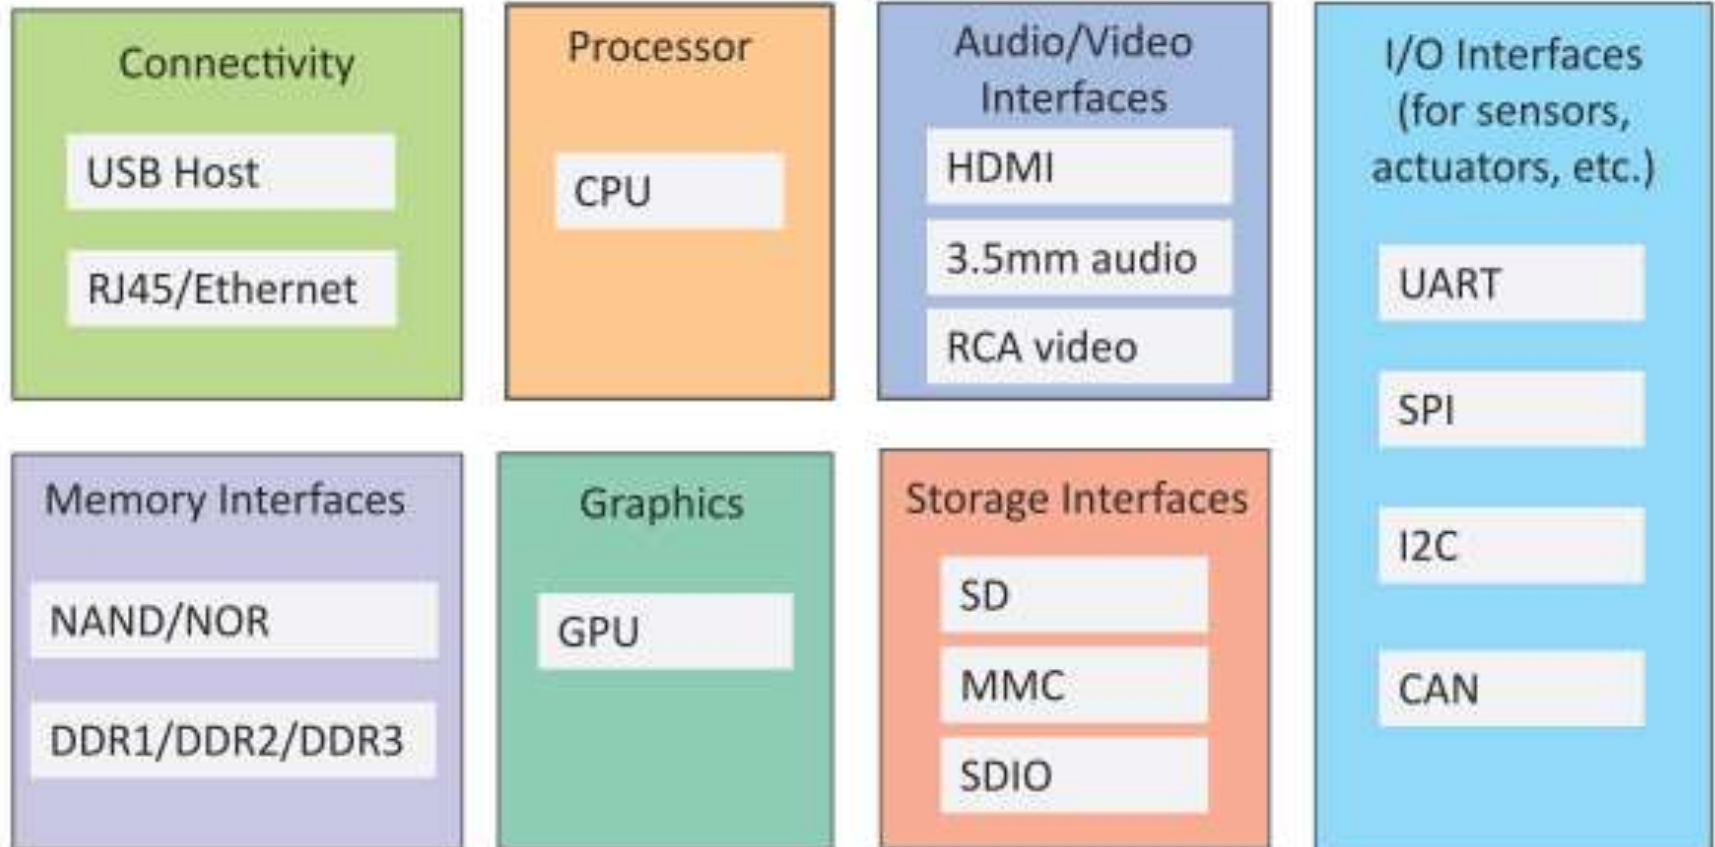 Connectivity
USB Host
RJ45/Ethernet
Processor
CPU
Audio/Video
Interfaces
HDMI
3.5mm audio
RCA video
I/O Interfaces
(for sensors,
actuators, etc.)
UART
SPI
I2C
CAN
Memory Interfaces
NAND/NOR
DDR1/DDR2/DDR3
Graphics
GPU
Storage Interfaces
SD
MMC
SDIO